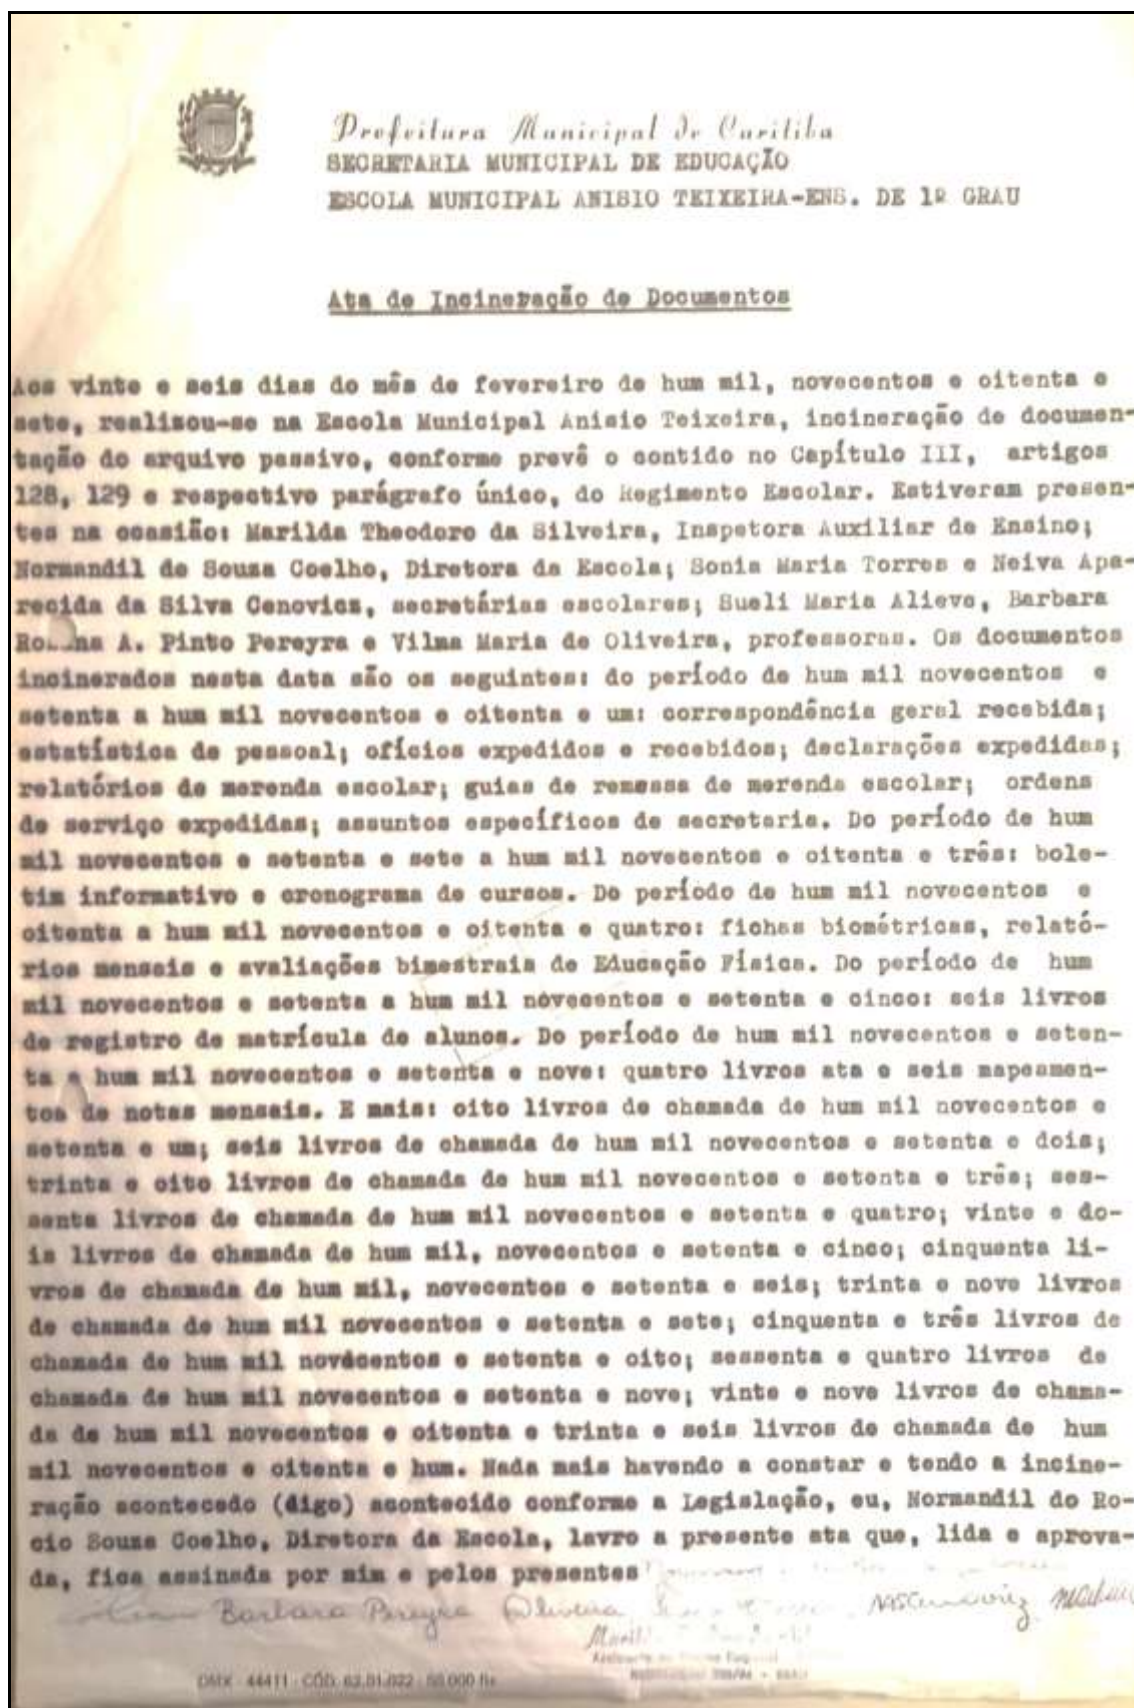 Prefeitura Municipal de Curitiba
SECRETARIA MUNICIPAL DE EDUCAÇÃO
ESCOLA MUNICIPAL ANISIO TEIXEIRA-ENS. DE 1º GRAU
Ata de Incineração de Documentos
Aos vinte e seis dias do mês de fevereiro de hum mil, novecentos e oitenta e
sete, realizou-se na Escola Municipal Anisio Teixeira, incineração de documen-
tação do arquivo passivo, conforme prevê o contido no Capítulo III, artigos
128, 129 e respectivo parágrafo único, do Regimento Escolar. Estiveram presen-
tes na ocasião: Marilda Theodoro da Silveira, Inspetora Auxiliar de Ensino;
Normandil de Souza Coelho, Diretora da Escola; Sonia Maria Torres e Neiva Apa-
recida da Silva Cenovicz, secretárias escolares; Sueli Maria Alieve, Barbara
A. Pinto Pereyra e Vilma Maria de Oliveira, professoras. Os documentos
incinerados nesta data são os seguintes: do período de hum mil novecentos e
setenta a hum mil novecentos e oitenta e um: correspondência geral recebida;
estatística de pessoal; ofícios expedidos e recebidos; declarações expedidas;
relatórios de merenda escolar; guias de remessa de merenda escolar; ordens
de serviço expedidas; assuntos específicos de secretaria. Do período de hum
mil novecentos e setenta e sete a hum mil novecentos e oitenta e três: bole-
tim informativo e cronograma de cursos. Do período de hum mil novecentos e
oitenta a hum mil novecentos e oitenta e quatro: fichas biométricas, relató-
rios mensais e avaliações bimestrais de Educação Física. Do período de hum
mil novecentos e setenta a hum mil novecentos e setenta e cinco: seis livros
de registro de matrícula de alunos. Do período de hum mil novecentos e seten-
ta a hum mil novecentos e setenta e nove: quatro livros ata e seis mapeamen-
tos de notas mensais. E mais: oito livros de chamada de hum mil novecentos e
setenta e um; seis livros de chamada de hum mil novecentos e setenta e dois;
trinta e oito livros de chamada de hum mil novecentos e setenta e três; ses-
senta livros de chamada de hum mil novecentos e setenta e quatro; vinte e do-
is livros de chamada de hum mil, novecentos e setenta e cinco; cinquenta li-
vros de chamada de hum mil, novecentos e setenta e seis; trinta e nove livros
de chamada de hum mil novecentos e setenta e sete; cinquenta e três livros de
chamada de hum mil novecentos e setenta e oito; sessenta e quatro livros de
chamada de hum mil novecentos e setenta e nove; vinte e nove livros de chama-
da de hum mil novecentos e oitenta e trinta e seis livros de chamada de hum
mil novecentos e oitenta e hum. Nada mais havendo a constar e tendo a incine-
ração acontecedo (digo) acontecido conforme a Legislação, eu, Normandil do Ro-
cio Souza Coelho, Diretora da Escola, lavro a presente ata que, lida e aprova-
da, fica assinada por mim e pelos presentes
Barbara Pereyra Oliveira